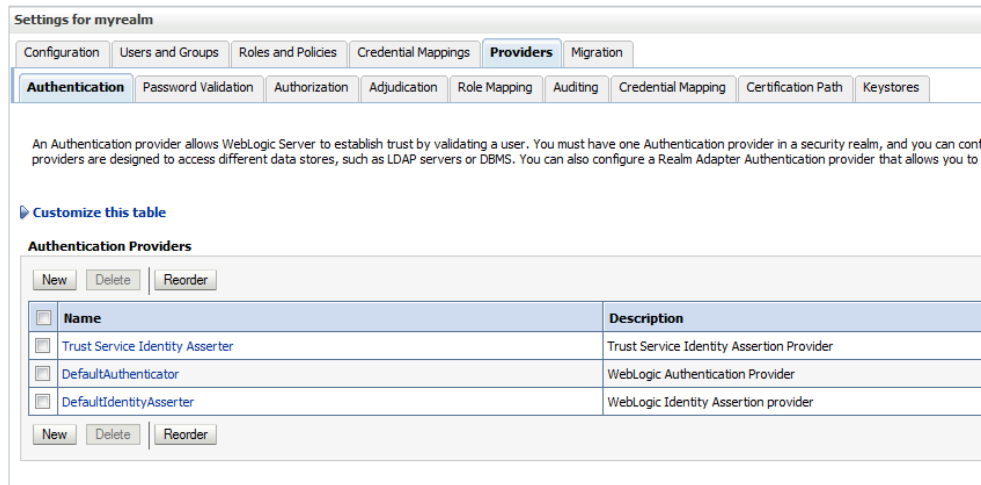 Settings for myrealm
Configuration Users and Groups Roles and Policies Credential Mappings Providers Migration
Authentication Password Validation Authorization Adjudication Role Mapping Auditing Credential Mapping Certification Path Keystores
An Authentication provider allows WebLogic Server to establish trust by validating a user. You must have one Authentication provider in a security realm, and you can conf
providers are designed to access different data stores, such as LDAP servers or DBMS. You can also configure a Realm Adapter Authentication provider that allows you to
Customize this table
Authentication Providers
New Delete Reorder
Name Description
Trust Service Identity Asserter Trust Service Identity Assertion Provider
DefaultAuthenticator WebLogic Authentication Provider
DefaultIdentityAsserter WebLogic Identity Assertion provider
New Delete Reorder